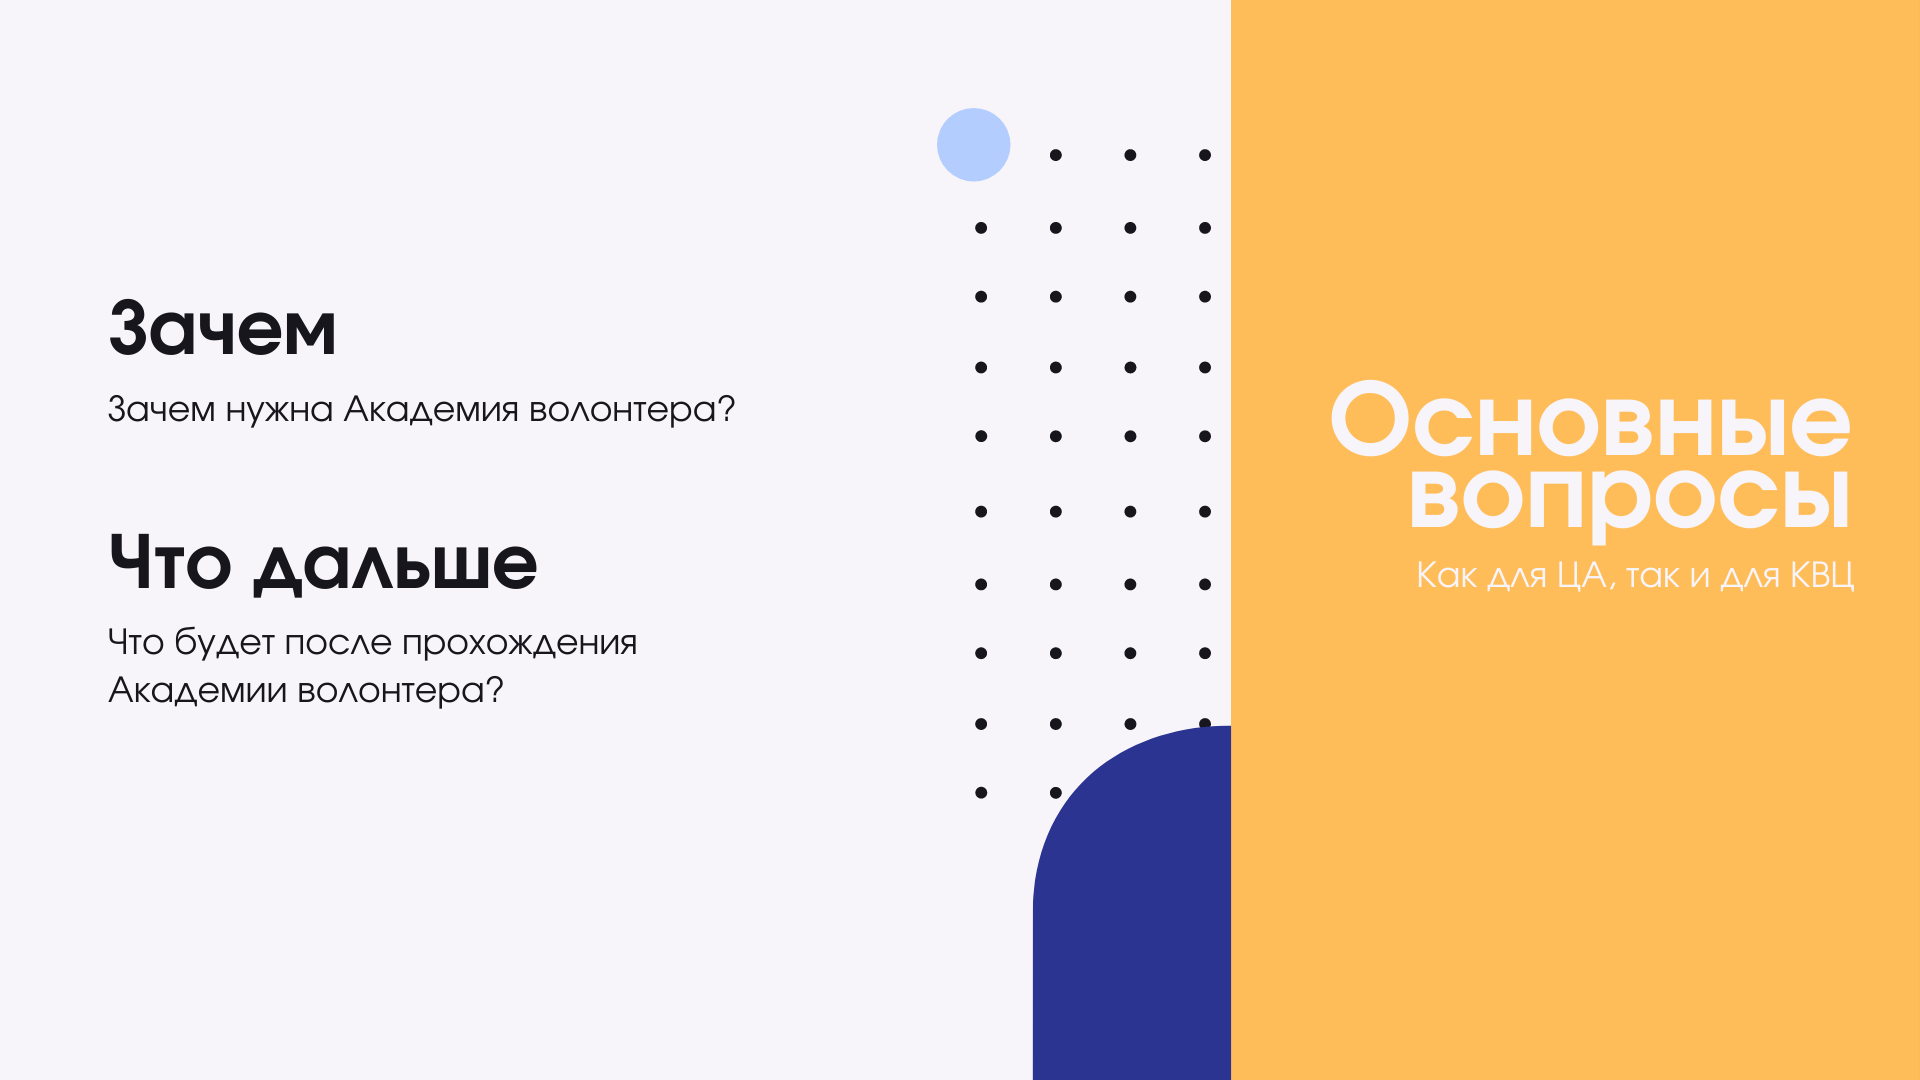 Зачем
Зачем нужна Академия волонтера?
Что дальше
Что будет после прохождения
Академии волонтера?
Основные
вопросы
Как для ЦА, так и для КВЦ